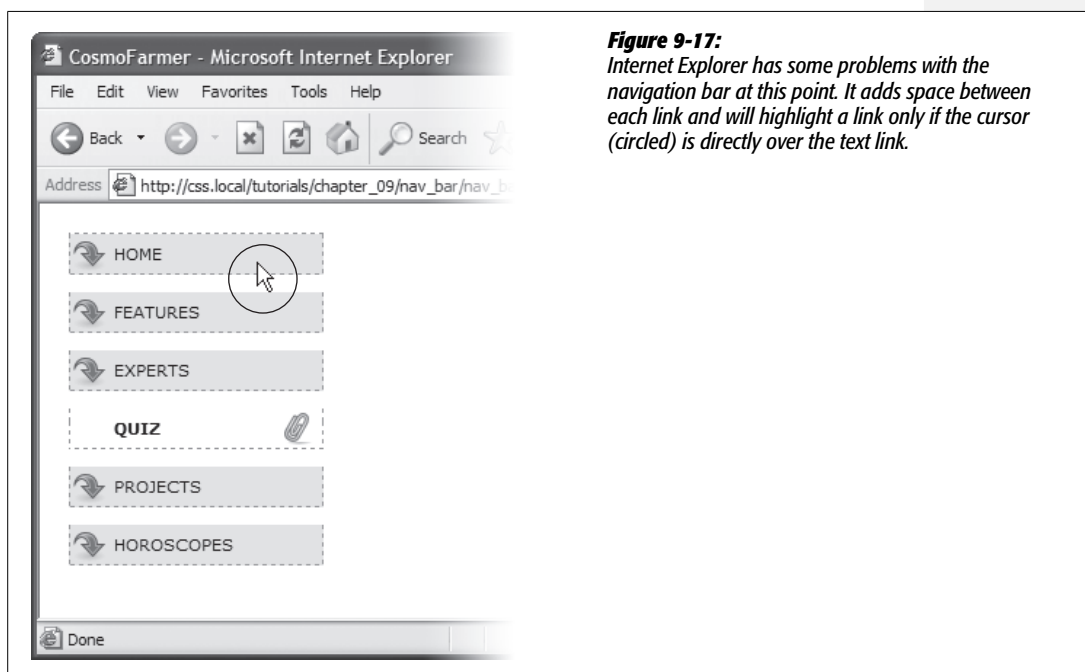 CosmoFarmer - Microsoft Internet Explorer
File Edit View Favorites Tools Help
Back Search
Address http://css.local/tutorials/chapter_09/nav_bar/nav_b
HOME
FEATURES
EXPERTS
QUIZ
PROJECTS
HOROSCOPES
Done
Figure 9-17:
Internet Explorer has some problems with the
navigation bar at this point. It adds space between
each link and will highlight a link only if the cursor
(circled) is directly over the text link.